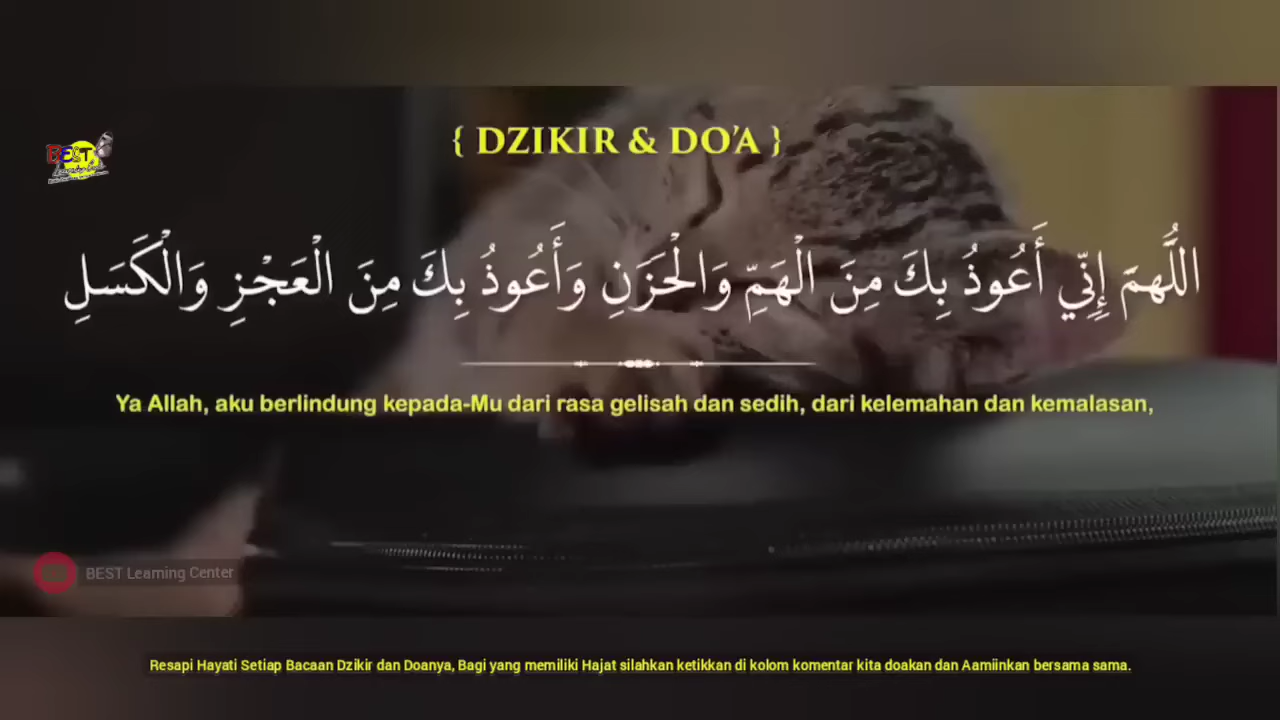 { DZIKIR & DO'A }
BEST
اللَّهُمَّ إِنِّي أَعُوذُ بِكَ مِنَ الْهَمِّ وَالْحَزَنِ وَأَعُوذُ بِكَ مِنَ الْعَجْزِ وَالْكَسَلِ
Ya Allah, aku berlindung kepada-Mu dari rasa gelisah dan sedih, dari kelemahan dan kemalasan,
BEST Learning Center
Resapi Hayati Setiap Bacaan Dzikir dan Doanya, Bagi yang memiliki Hajat silahkan ketikkan di kolom komentar kita doakan dan Aamiinkan bersama sama.